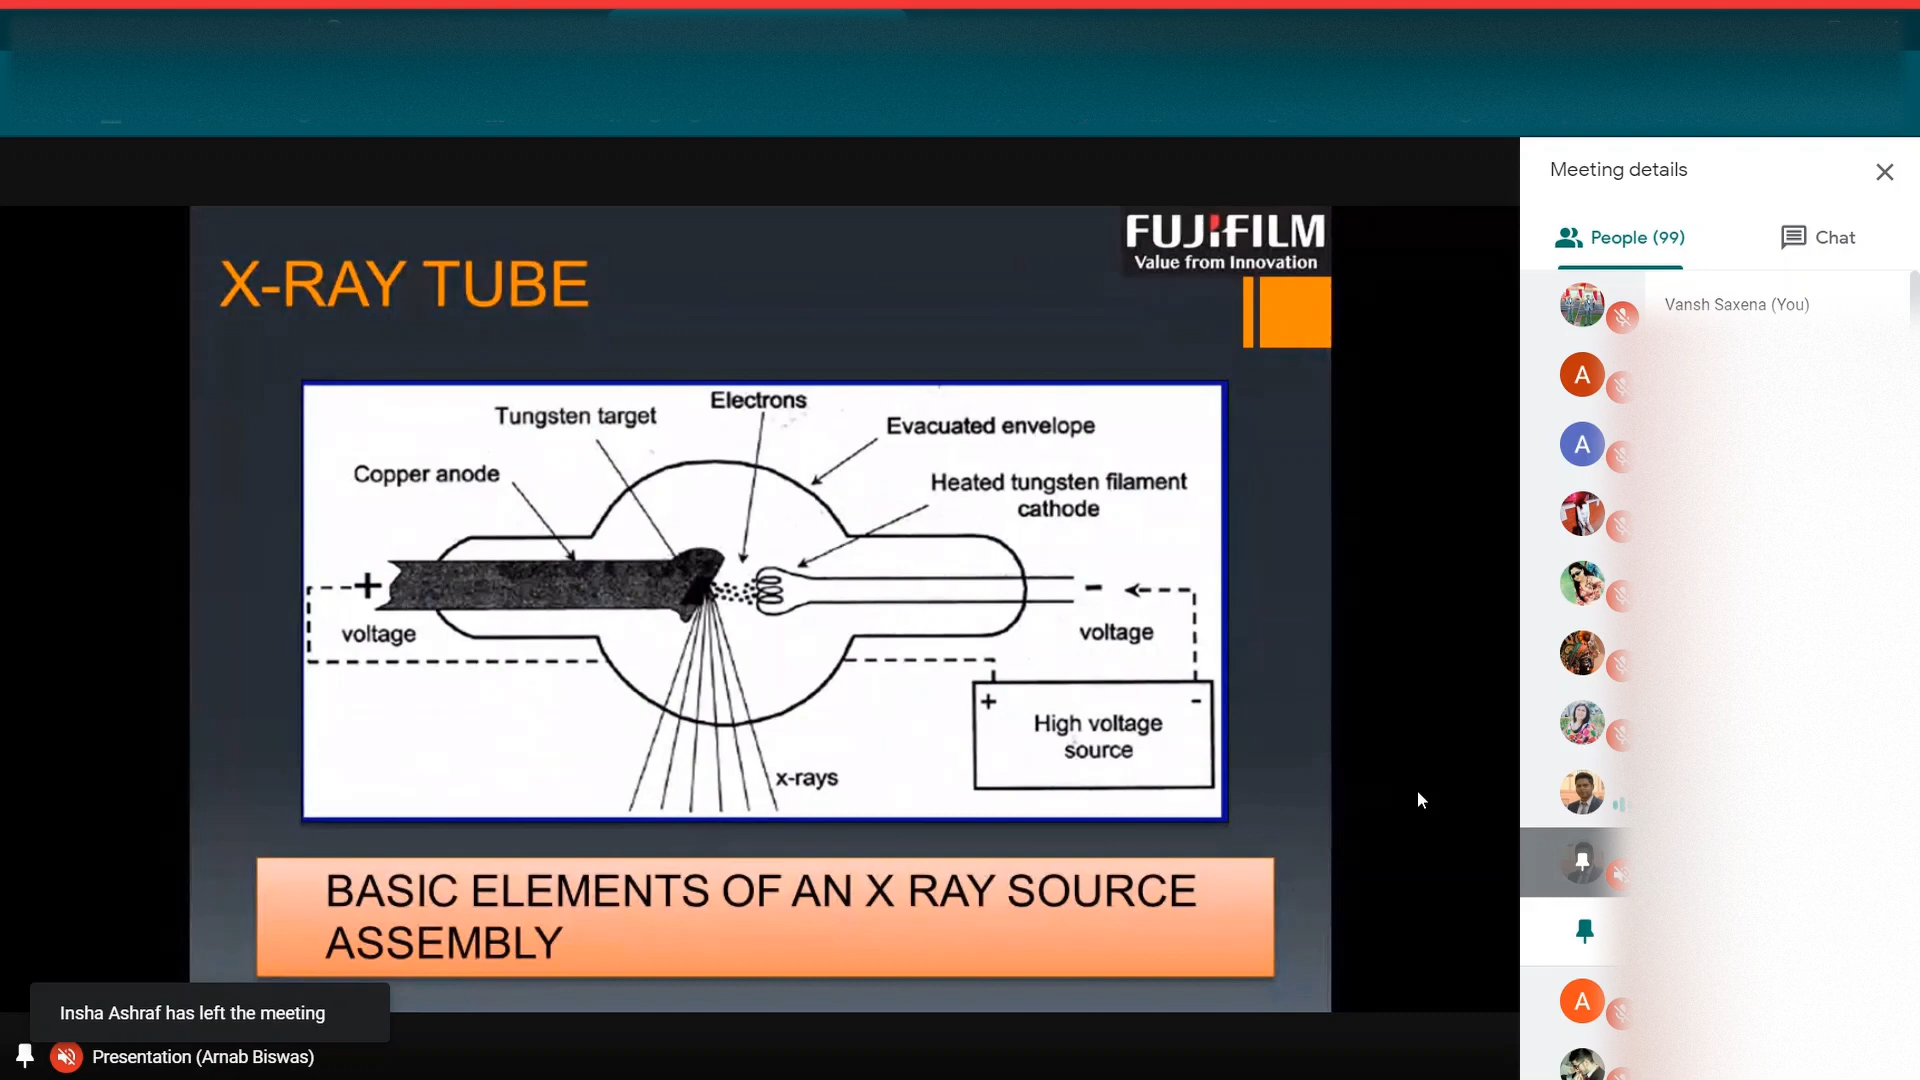 Meeting details
People (99)
Chat
Vansh Saxena (You)
A
A
A
FUJIFILM
Value from Innovation
X-RAY TUBE
Electrons
Tungsten target
Evacuated envelope
Copper anode
Heated tungsten filament
cathode
+
-
voltage
voltage
+ -
High voltage
source
x-rays
BASIC ELEMENTS OF AN X RAY SOURCE
ASSEMBLY
Insha Ashraf has left the meeting
Presentation (Arnab Biswas)